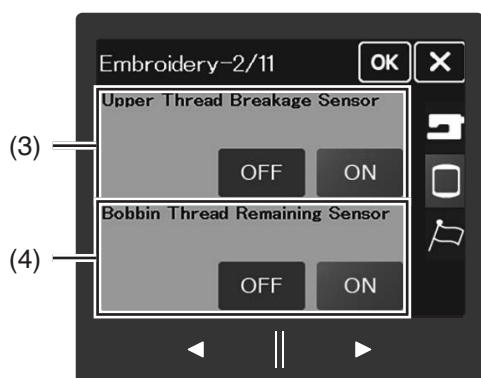 Embroidery-2/11 OK
Upper Thread Breakage Sensor
(3)
OFF ON
Bobbin Thread Remaining Sensor
(4)
OFF ON